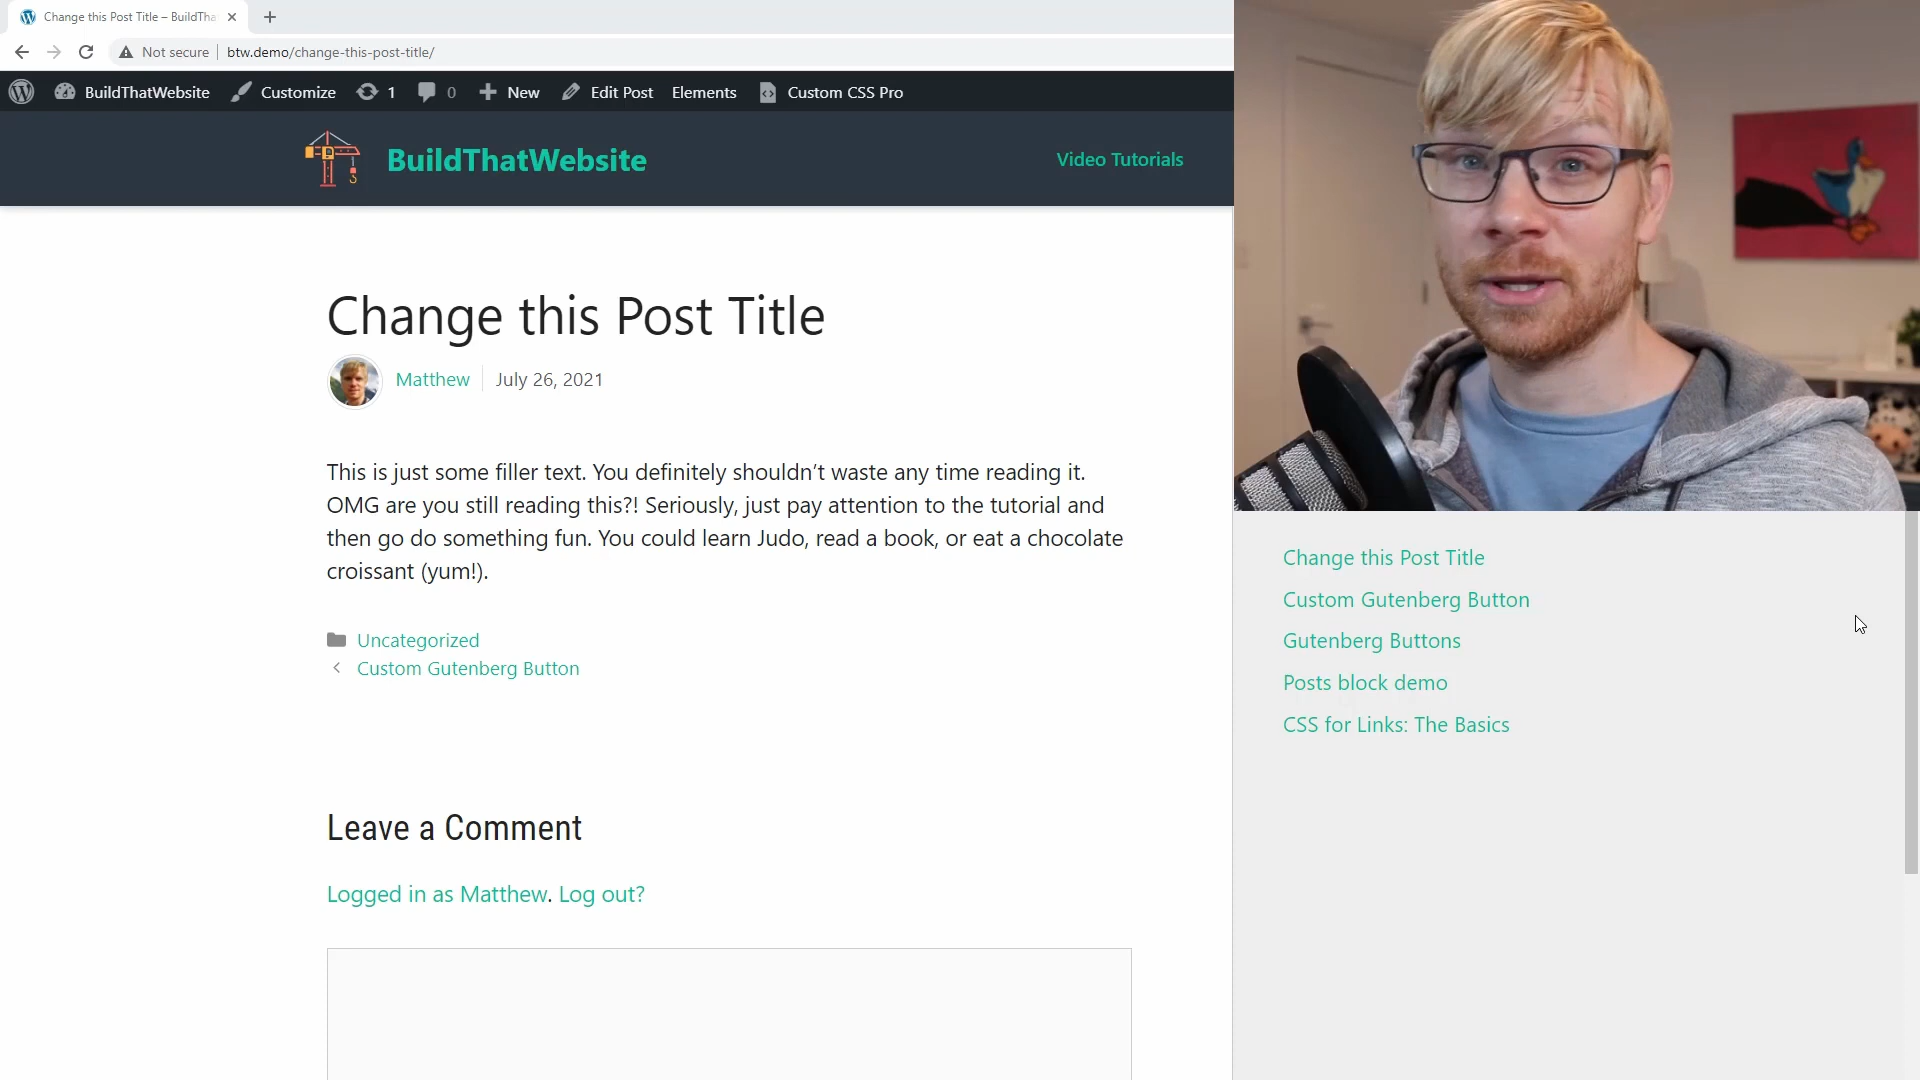 Change this Post Title – BuildTha
Not secure
btw.demo/change-this-post-title/
BuildThatWebsite
Customize
1
0
New
Edit Post
Elements
Custom CSS Pro
BuildThatWebsite
Video Tutorials
Change this Post Title
Matthew
July 26, 2021
This is just some filler text. You definitely shouldn’t waste any time reading it.
OMG are you still reading this?! Seriously, just pay attention to the tutorial and
then go do something fun. You could learn Judo, read a book, or eat a chocolate
croissant (yum!).
Uncategorized
Custom Gutenberg Button
Leave a Comment
Logged in as Matthew. Log out?
Change this Post Title
Custom Gutenberg Button
Gutenberg Buttons
Posts block demo
CSS for Links: The Basics